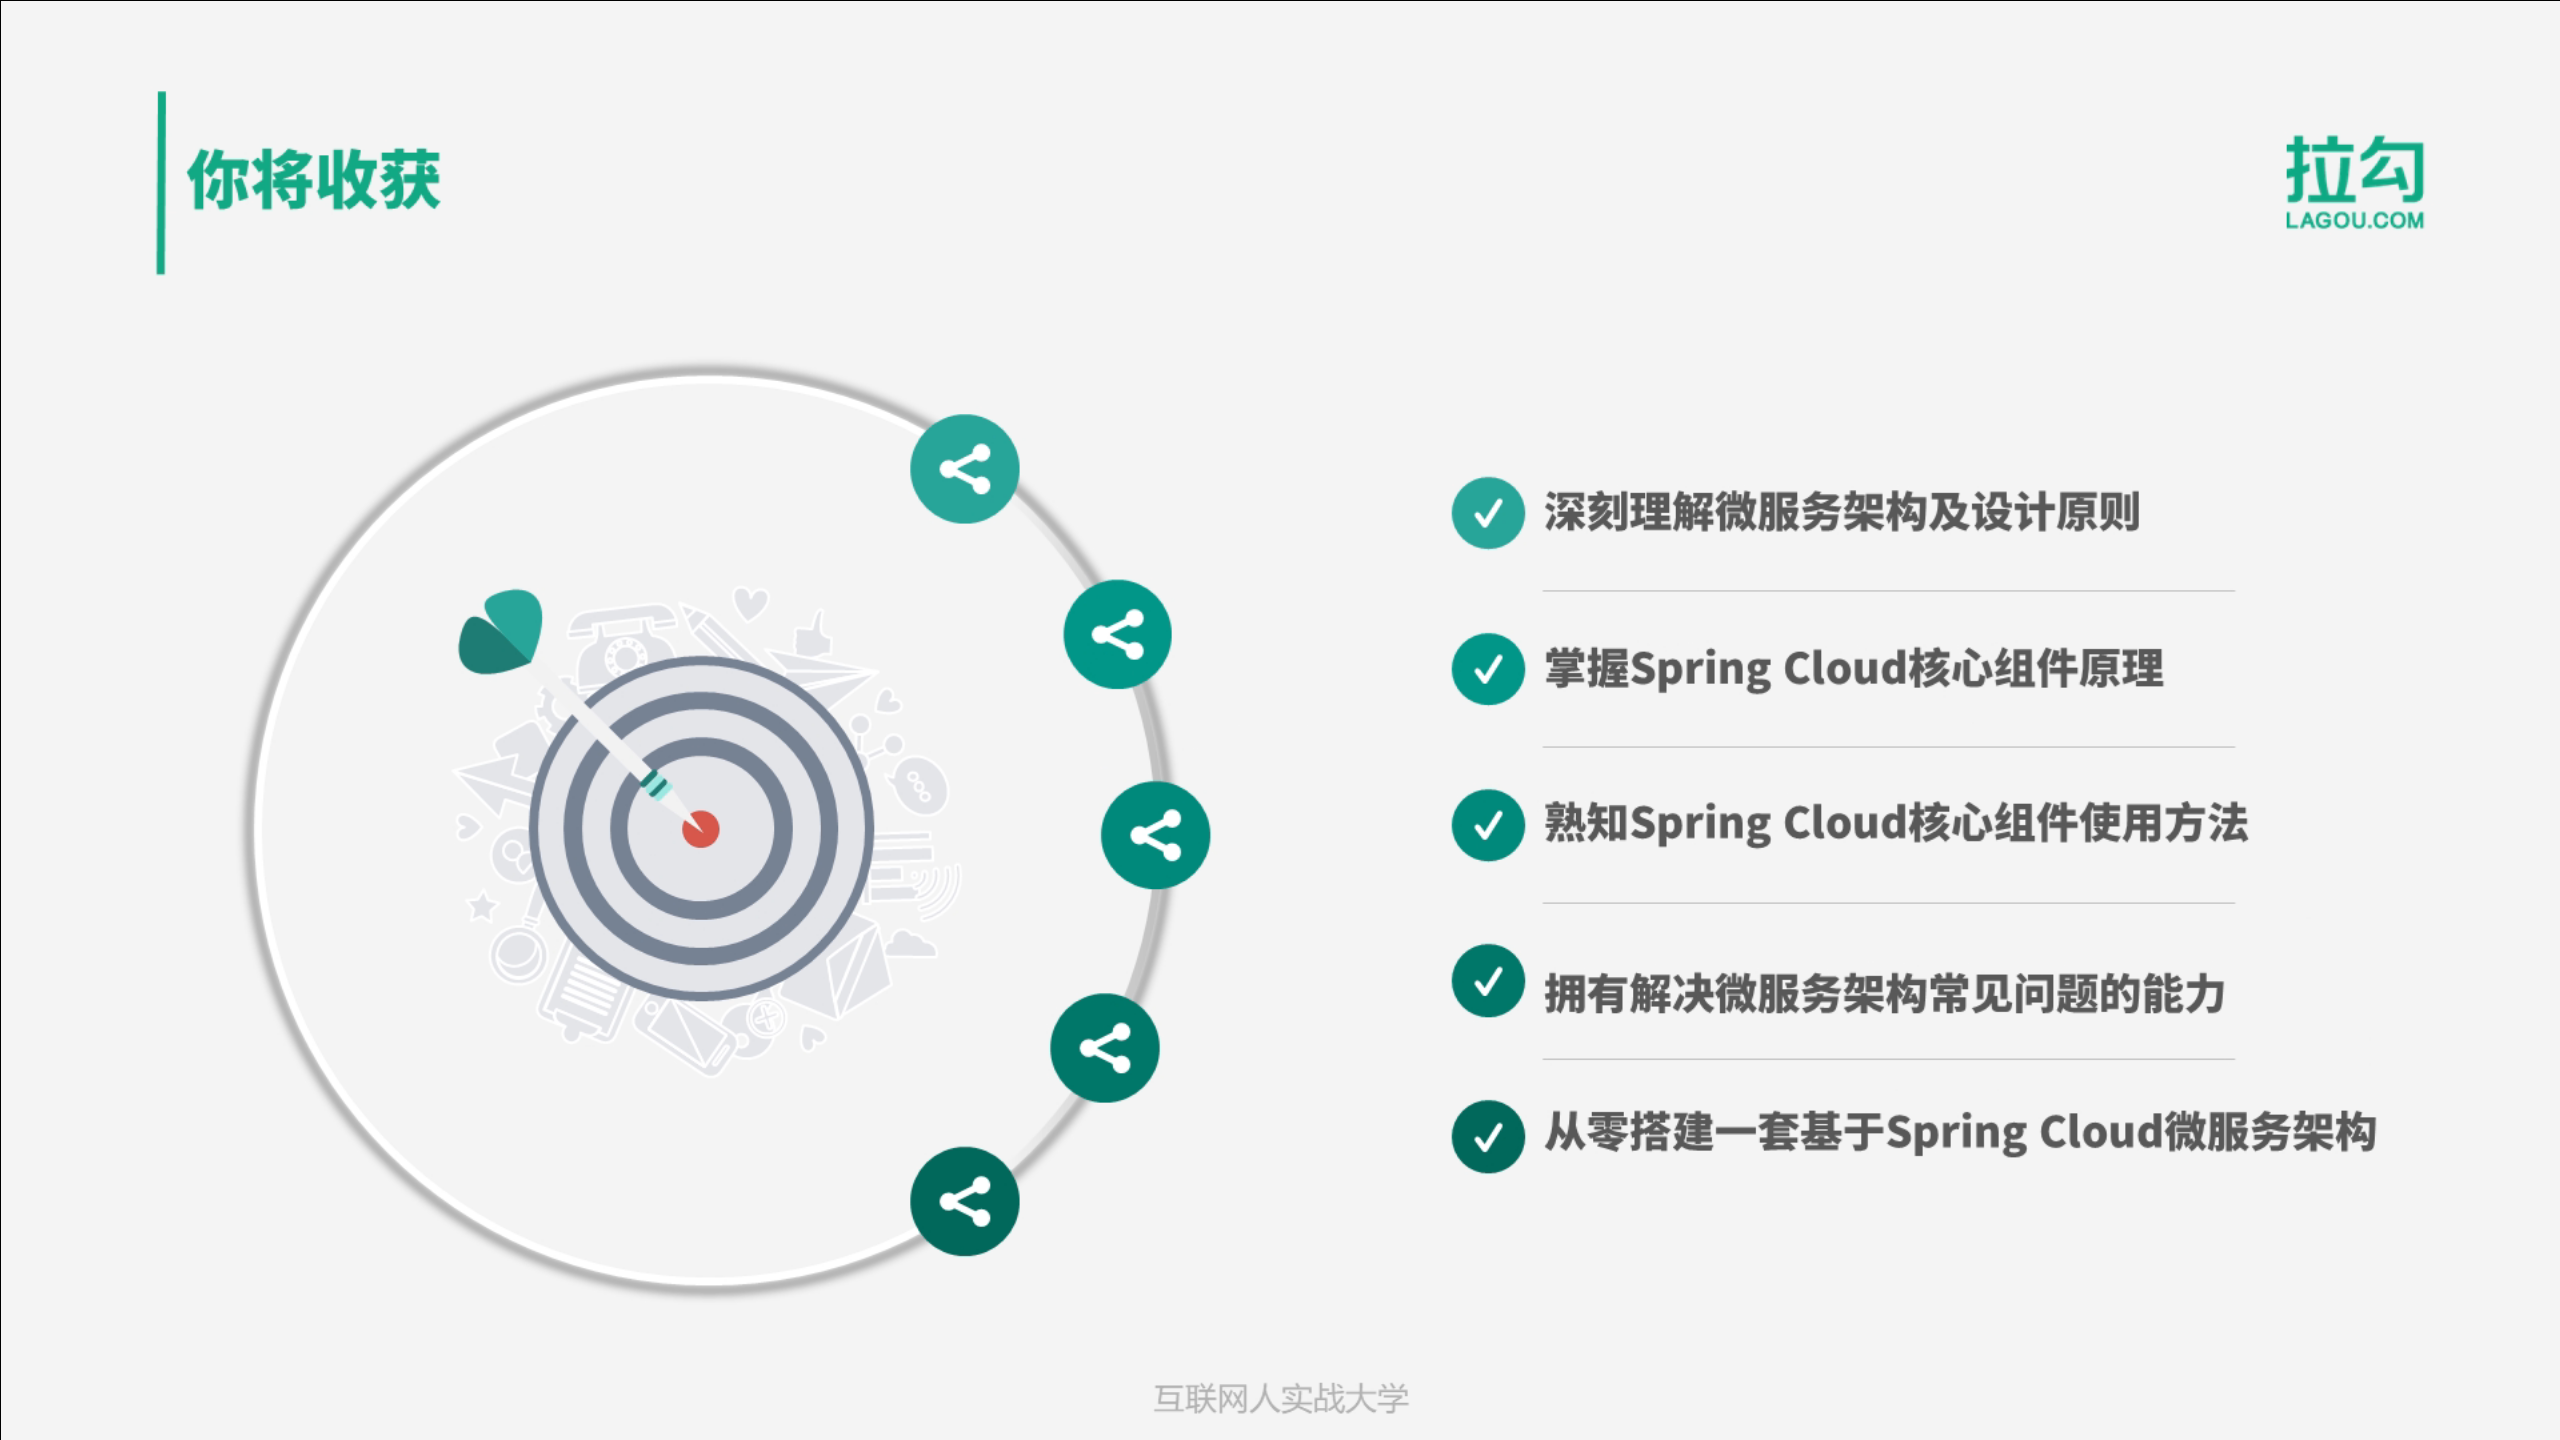 你将收获
拉勾
LAGOU.COM
深刻理解微服务架构及设计原则
掌握Spring Cloud核心组件原理
熟知Spring Cloud核心组件使用方法
拥有解决微服务架构常见问题的能力
从零搭建一套基于Spring Cloud微服务架构
互联网人实战大学